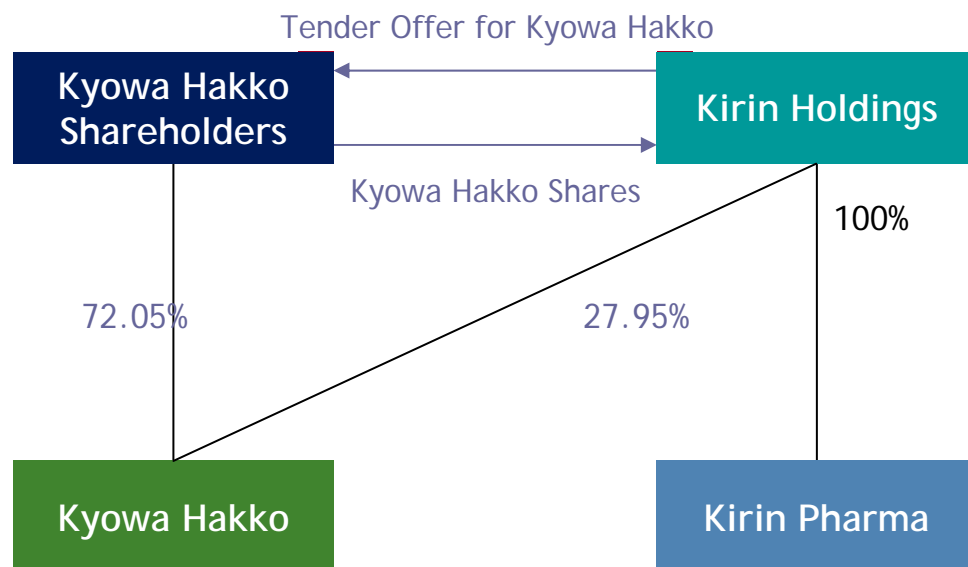 Tender Offer for Kyowa Hakko
Kyowa Hakko
Shareholders
Kirin Holdings
Kyowa Hakko Shares
100%
72.05%
27.95%
Kyowa Hakko
Kirin Pharma